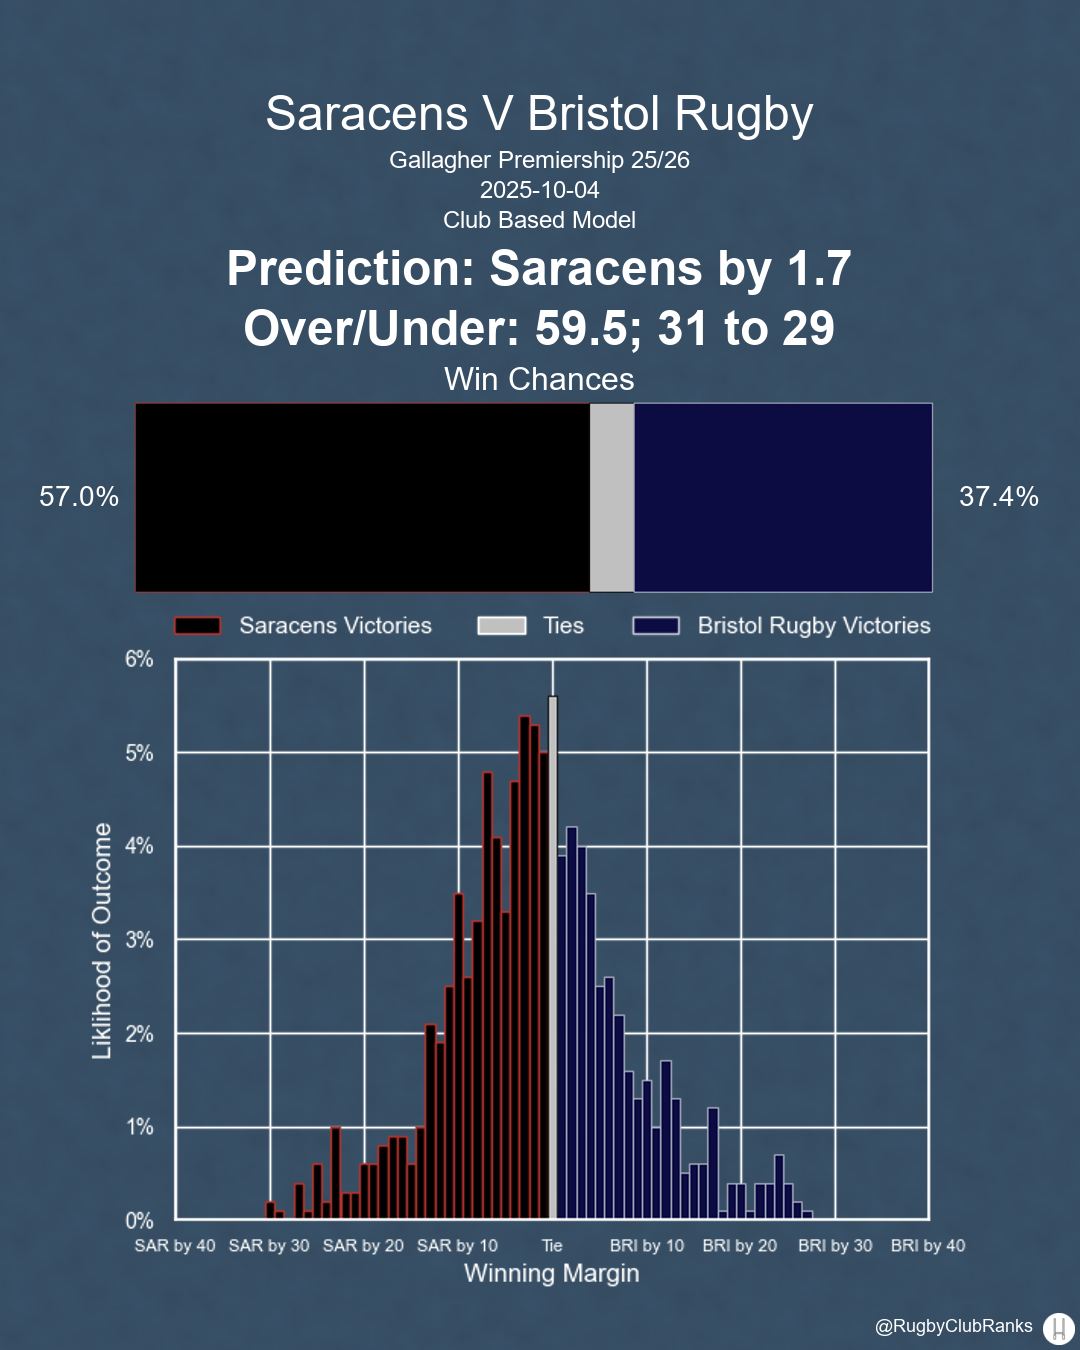 Saracens V Bristol Rugby
Gallagher Premiership 25/26
2025-10-04
Club Based Model
Prediction: Saracens by 1.7
Over/Under: 59.5; 31 to 29
Win Chances
57.0%
37.4%
Saracens Victories
Ties
Bristol Rugby Victories
6%
5%
4%
3%
2%
1%
0%
Liklihood of Outcome
SAR by 40
SAR by 30
SAR by 20
SAR by 10
Tie
BRI by 10
BRI by 20
BRI by 30
BRI by 40
Winning Margin
@RugbyClubRanks